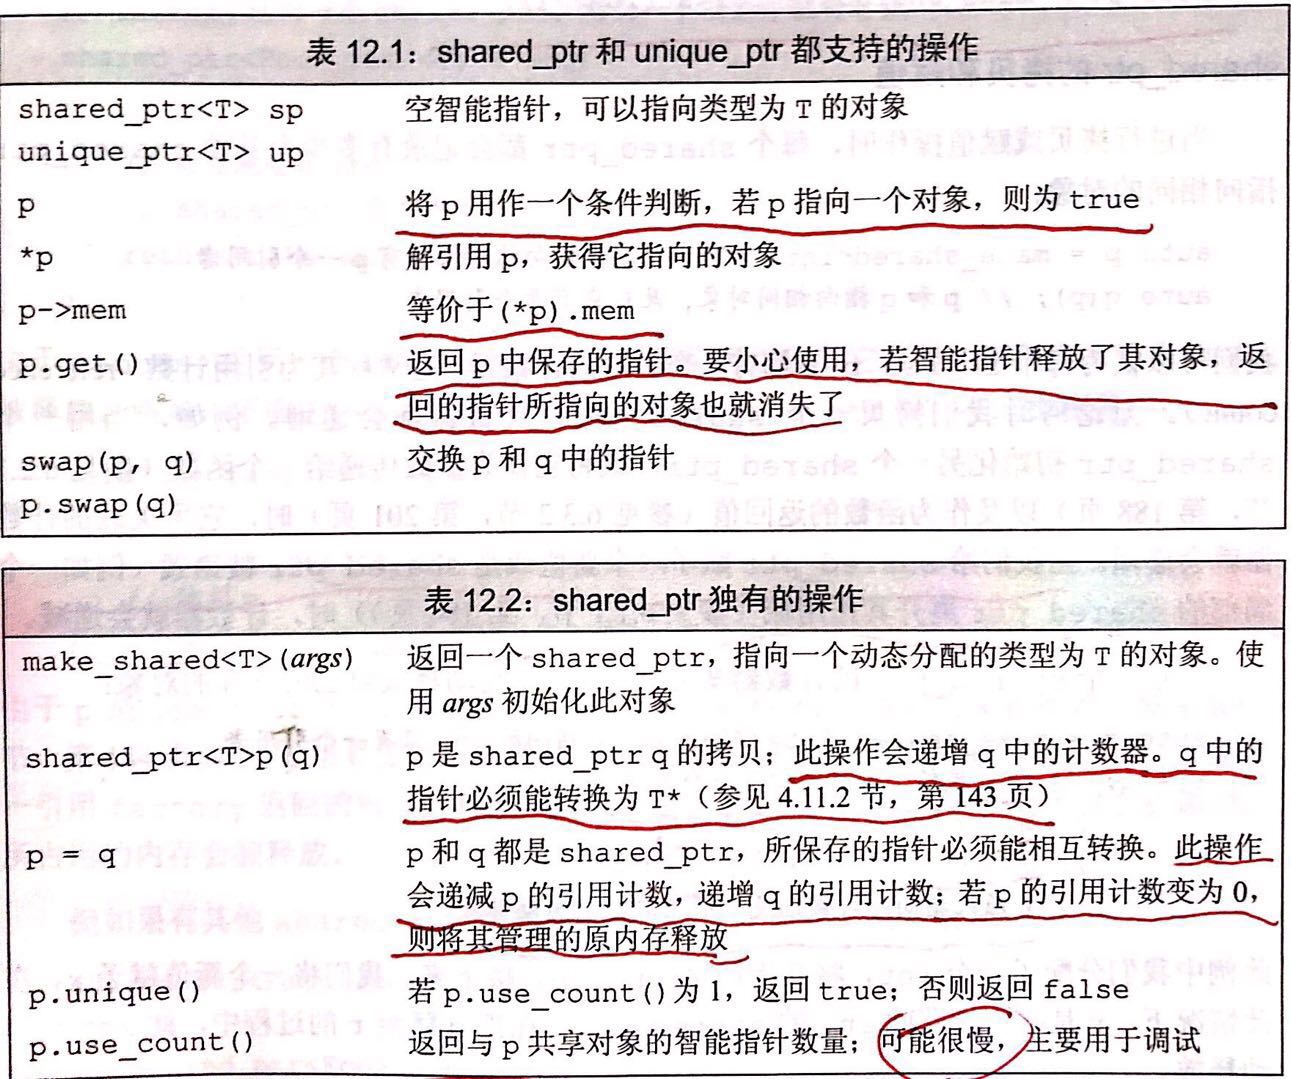 表 12.1：shared_ptr 和 unique_ptr 都支持的操作
shared_ptr<T> sp 空智能指针，可以指向类型为 T 的对象
unique_ptr<T> up
p 将 p 用作一个条件判断，若 p 指向一个对象，则为 true
*p 解引用 p，获得它指向的对象
p->mem 等价于(*p).mem
p.get() 返回 p 中保存的指针。要小心使用，若智能指针释放了其对象，返
回的指针所指向的对象也就消失了
swap(p, q) 交换 p 和 q 中的指针
p.swap(q)
表 12.2：shared_ptr 独有的操作
make_shared<T>(args) 返回一个 shared_ptr，指向一个动态分配的类型为 T 的对象。使
用 args 初始化此对象
shared_ptr<T>p(q) p 是 shared_ptr q 的拷贝；此操作会递增 q 中的计数器。q 中的
指针必须能转换为 T*（参见 4.11.2 节，第 143 页）
p = q p 和 q 都是 shared_ptr，所保存的指针必须能相互转换。此操作
会递减 p 的引用计数，递增 q 的引用计数；若 p 的引用计数变为 0，
则将其管理的原内存释放
p.unique() 若 p.use_count()为 1，返回 true；否则返回 false
p.use_count() 返回与 p 共享对象的智能指针数量；可能很慢，主要用于调试